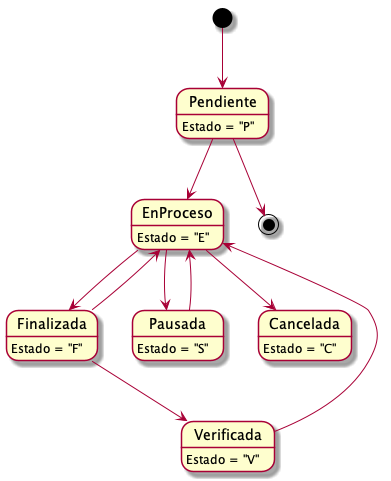 Pendiente
Estado = "P"
EnProceso
Estado = "E"
Finalizada
Estado = "F"
Pausada
Estado = "S"
Cancelada
Estado = "C"
Verificada
Estado = "V"